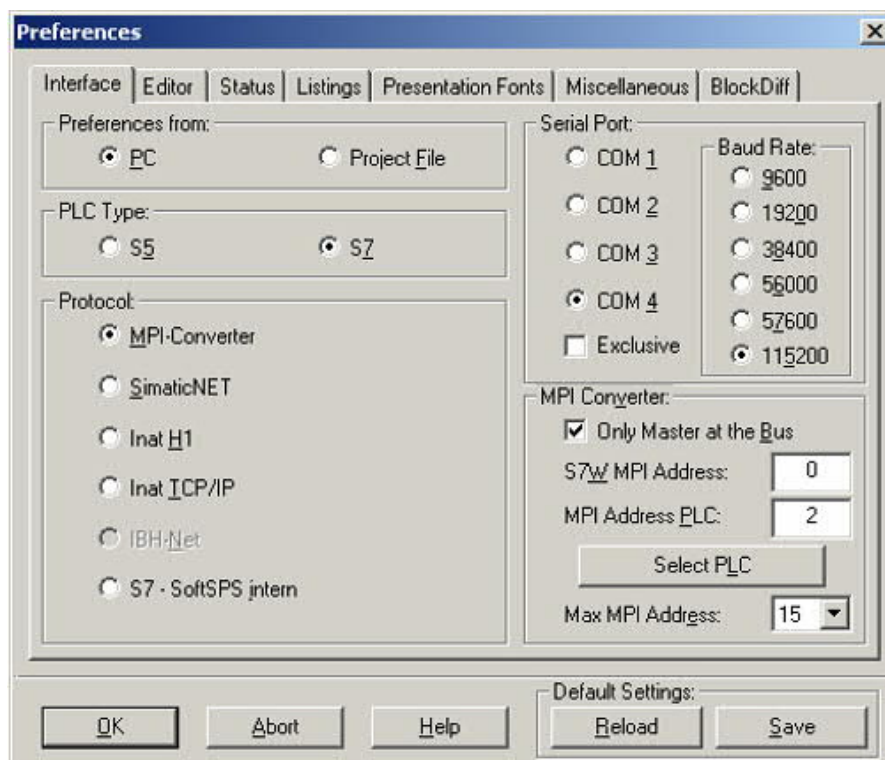 Preferences
Interface
Editor
Status
Listings
Presentation Fonts
Miscellaneous
BlockDiff
Preferences from:
PC
Project File
PLC Type:
S5
S7
Protocol:
MPI-Converter
SimaticNET
Inat H1
Inat TCP/IP
IBH-Net
S7 - SoftSPS intern
Serial Port:
COM 1
COM 2
COM 3
COM 4
Exclusive
Baud Rate:
9600
19200
38400
56000
57600
115200
MPI Converter:
Only Master at the Bus
S7W MPI Address: 0
MPI Address PLC: 2
Select PLC
Max MPI Address: 15
OK
Abort
Help
Default Settings:
Reload
Save